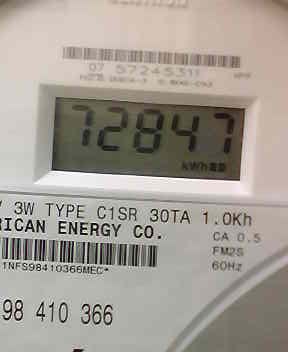 07 57245311
72847
kWh
V 3W TYPE C1SR 30TA 1.0Kh
RICAN ENERGY CO.
CA 0.5
FM2S
1NFS98410366MEC*
60Hz
98 410 366